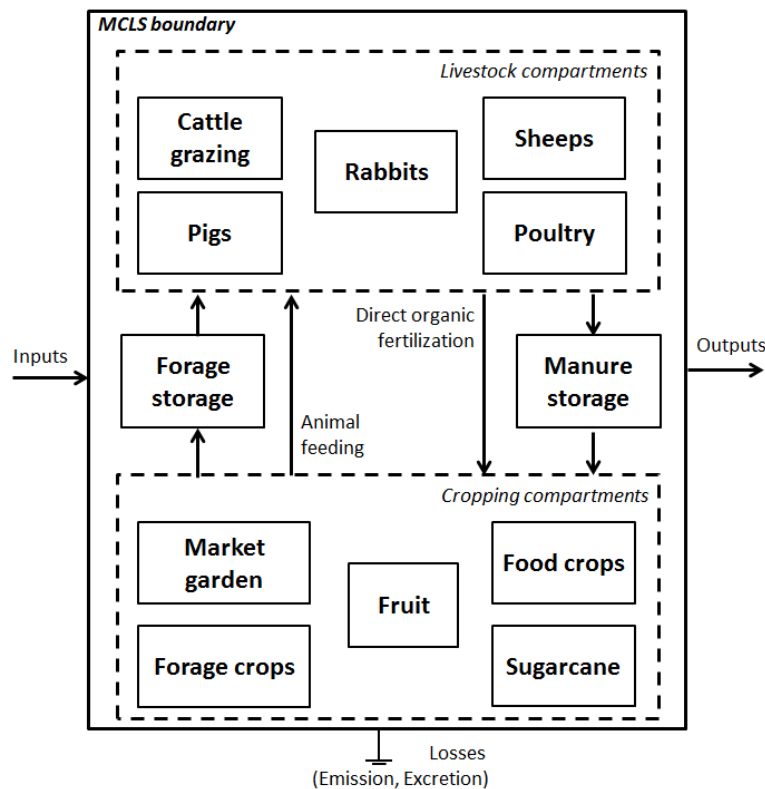 MCLS boundary
Livestock compartments
Cattle
grazing
Rabbits
Sheeps
Pigs
Poultry
Direct organic
fertilization
Inputs
Forage
storage
Animal
feeding
Manure
storage
Outputs
Cropping compartments
Market
garden
Fruit
Food crops
Forage crops
Sugarcane
Losses
(Emission, Excretion)